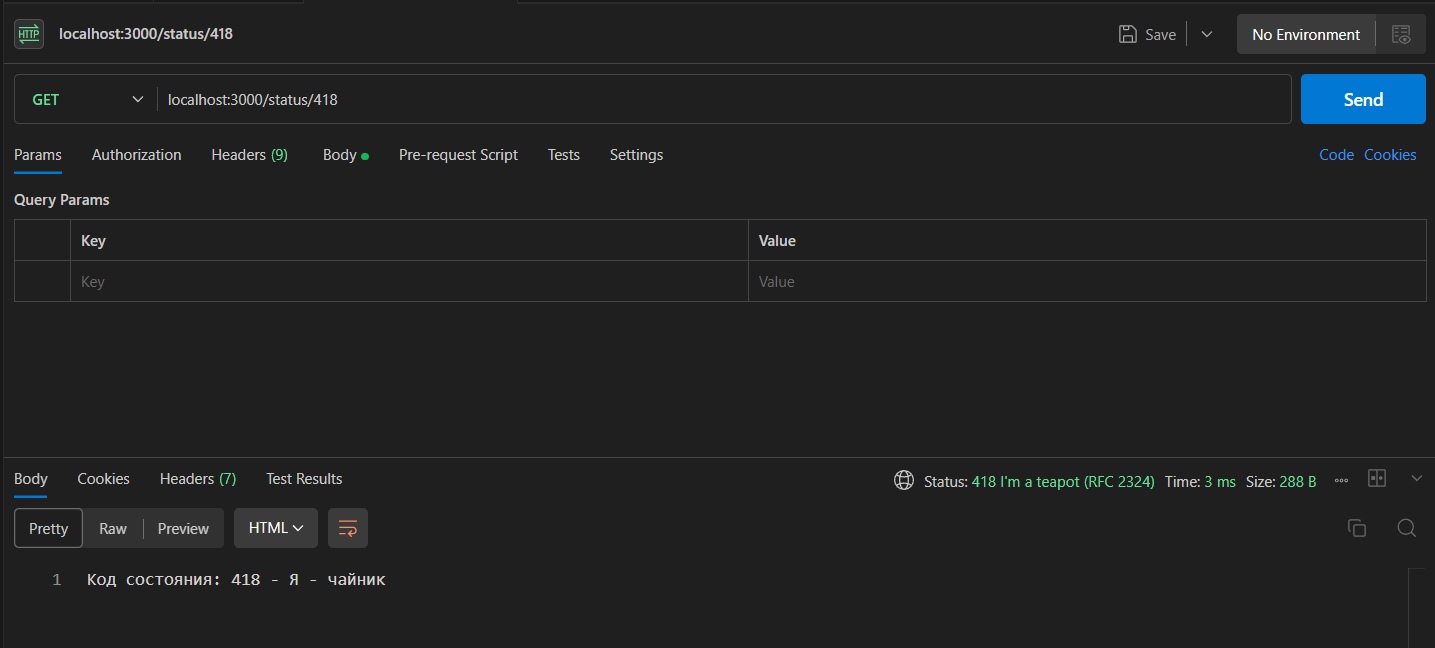 HTTP localhost:3000/status/418 Save No Environment
GET localhost:3000/status/418 Send
Params Authorization Headers (9) Body Pre-request Script Tests Settings Code Cookies
Query Params
Key Value
Key Value
Body Cookies Headers (7) Test Results Status: 418 I'm a teapot (RFC 2324) Time: 3 ms Size: 288 B
Pretty Raw Preview HTML
1 Код состояния: 418 - Я - чайник